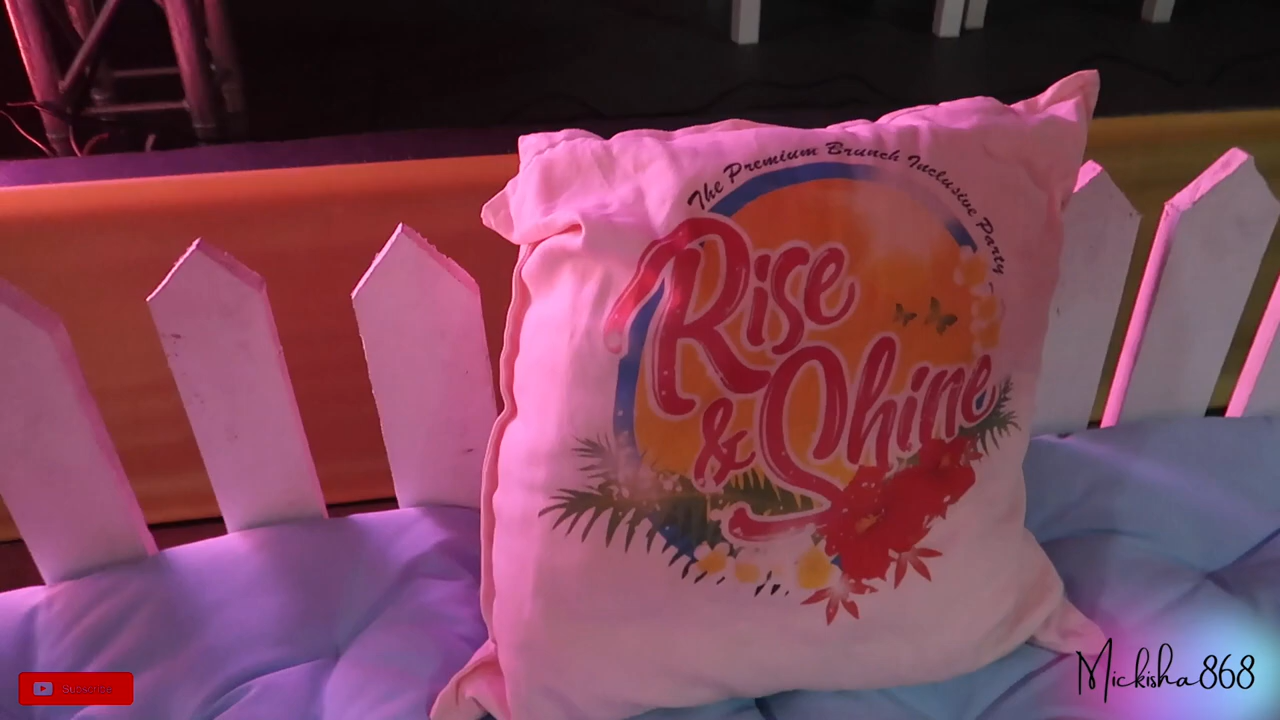 The Premium Brunch Inclusive Party
Rise
& Shine
Subscribe
Mickisha868